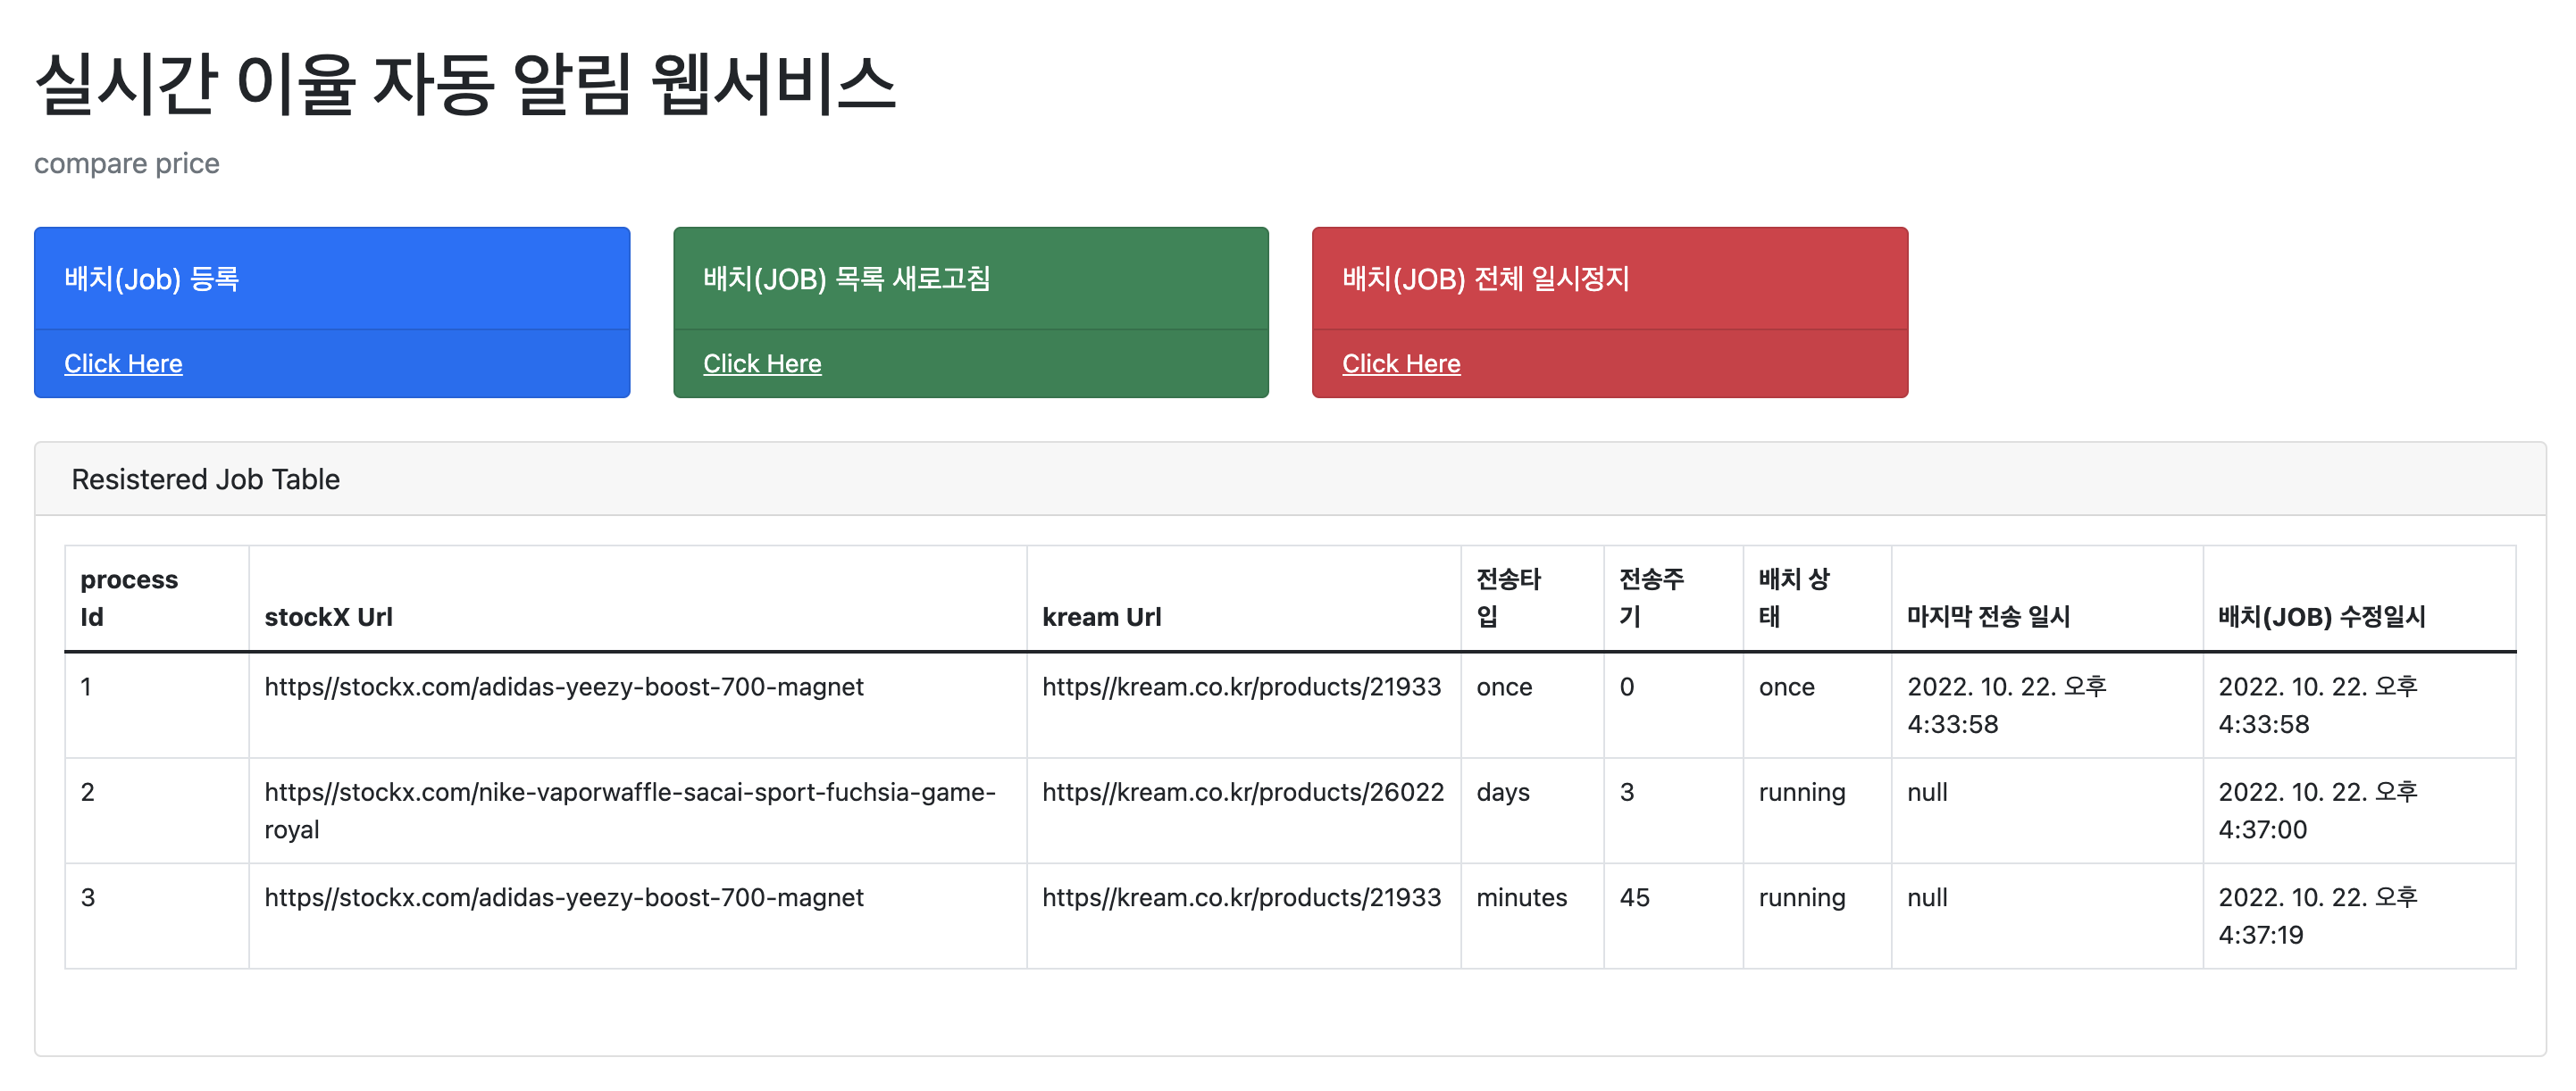 실시간 이율 자동 알림 웹서비스
compare price
배치(Job) 등록
Click Here
배치(JOB) 목록 새로고침
Click Here
배치(JOB) 전체 일시정지
Click Here
Resistered Job Table
process
Id
stockX Url
kream Url
전송타
입
전송주
기
배치 상
태
마지막 전송 일시
배치(JOB) 수정일시
1
https//stockx.com/adidas-yeezy-boost-700-magnet
https//kream.co.kr/products/21933
once
0
once
2022. 10. 22. 오후
4:33:58
2022. 10. 22. 오후
4:33:58
2
https//stockx.com/nike-vaporwaffle-sacai-sport-fuchsia-game-
royal
https//kream.co.kr/products/26022
days
3
running
null
2022. 10. 22. 오후
4:37:00
3
https//stockx.com/adidas-yeezy-boost-700-magnet
https//kream.co.kr/products/21933
minutes
45
running
null
2022. 10. 22. 오후
4:37:19